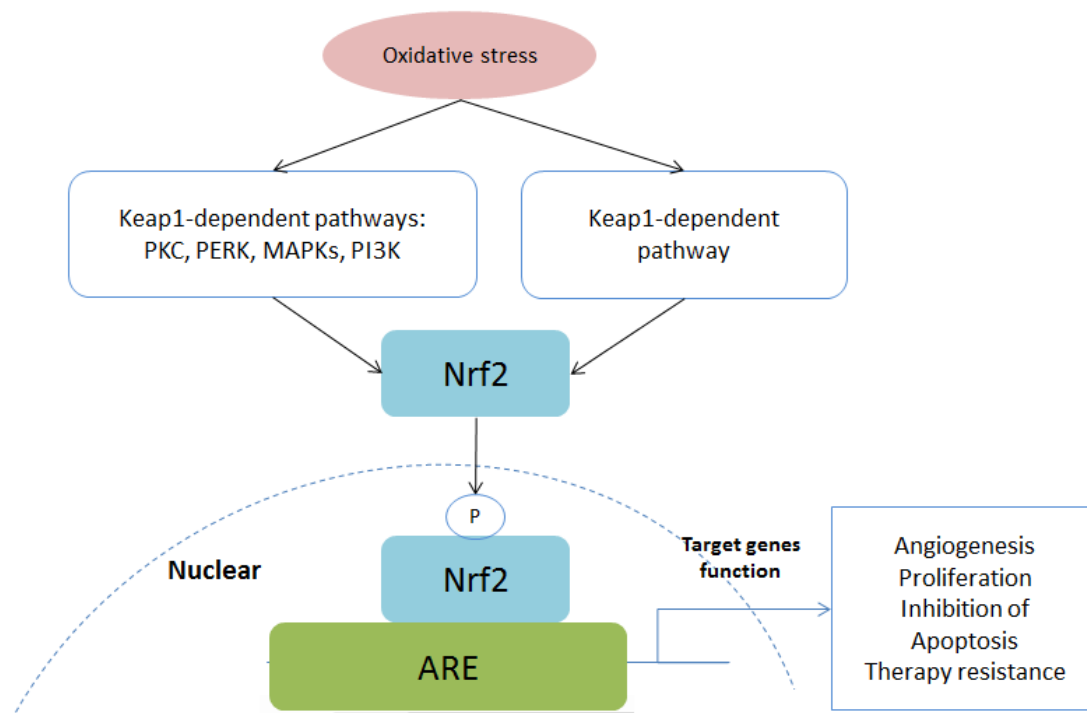 Oxidative stress
Keap1-dependent pathways:
PKC, PERK, MAPKs, PI3K
Keap1-dependent
pathway
Nrf2
P
Nuclear
Nrf2
ARE
Target genes
function
Angiogenesis
Proliferation
Inhibition of
Apoptosis
Therapy resistance